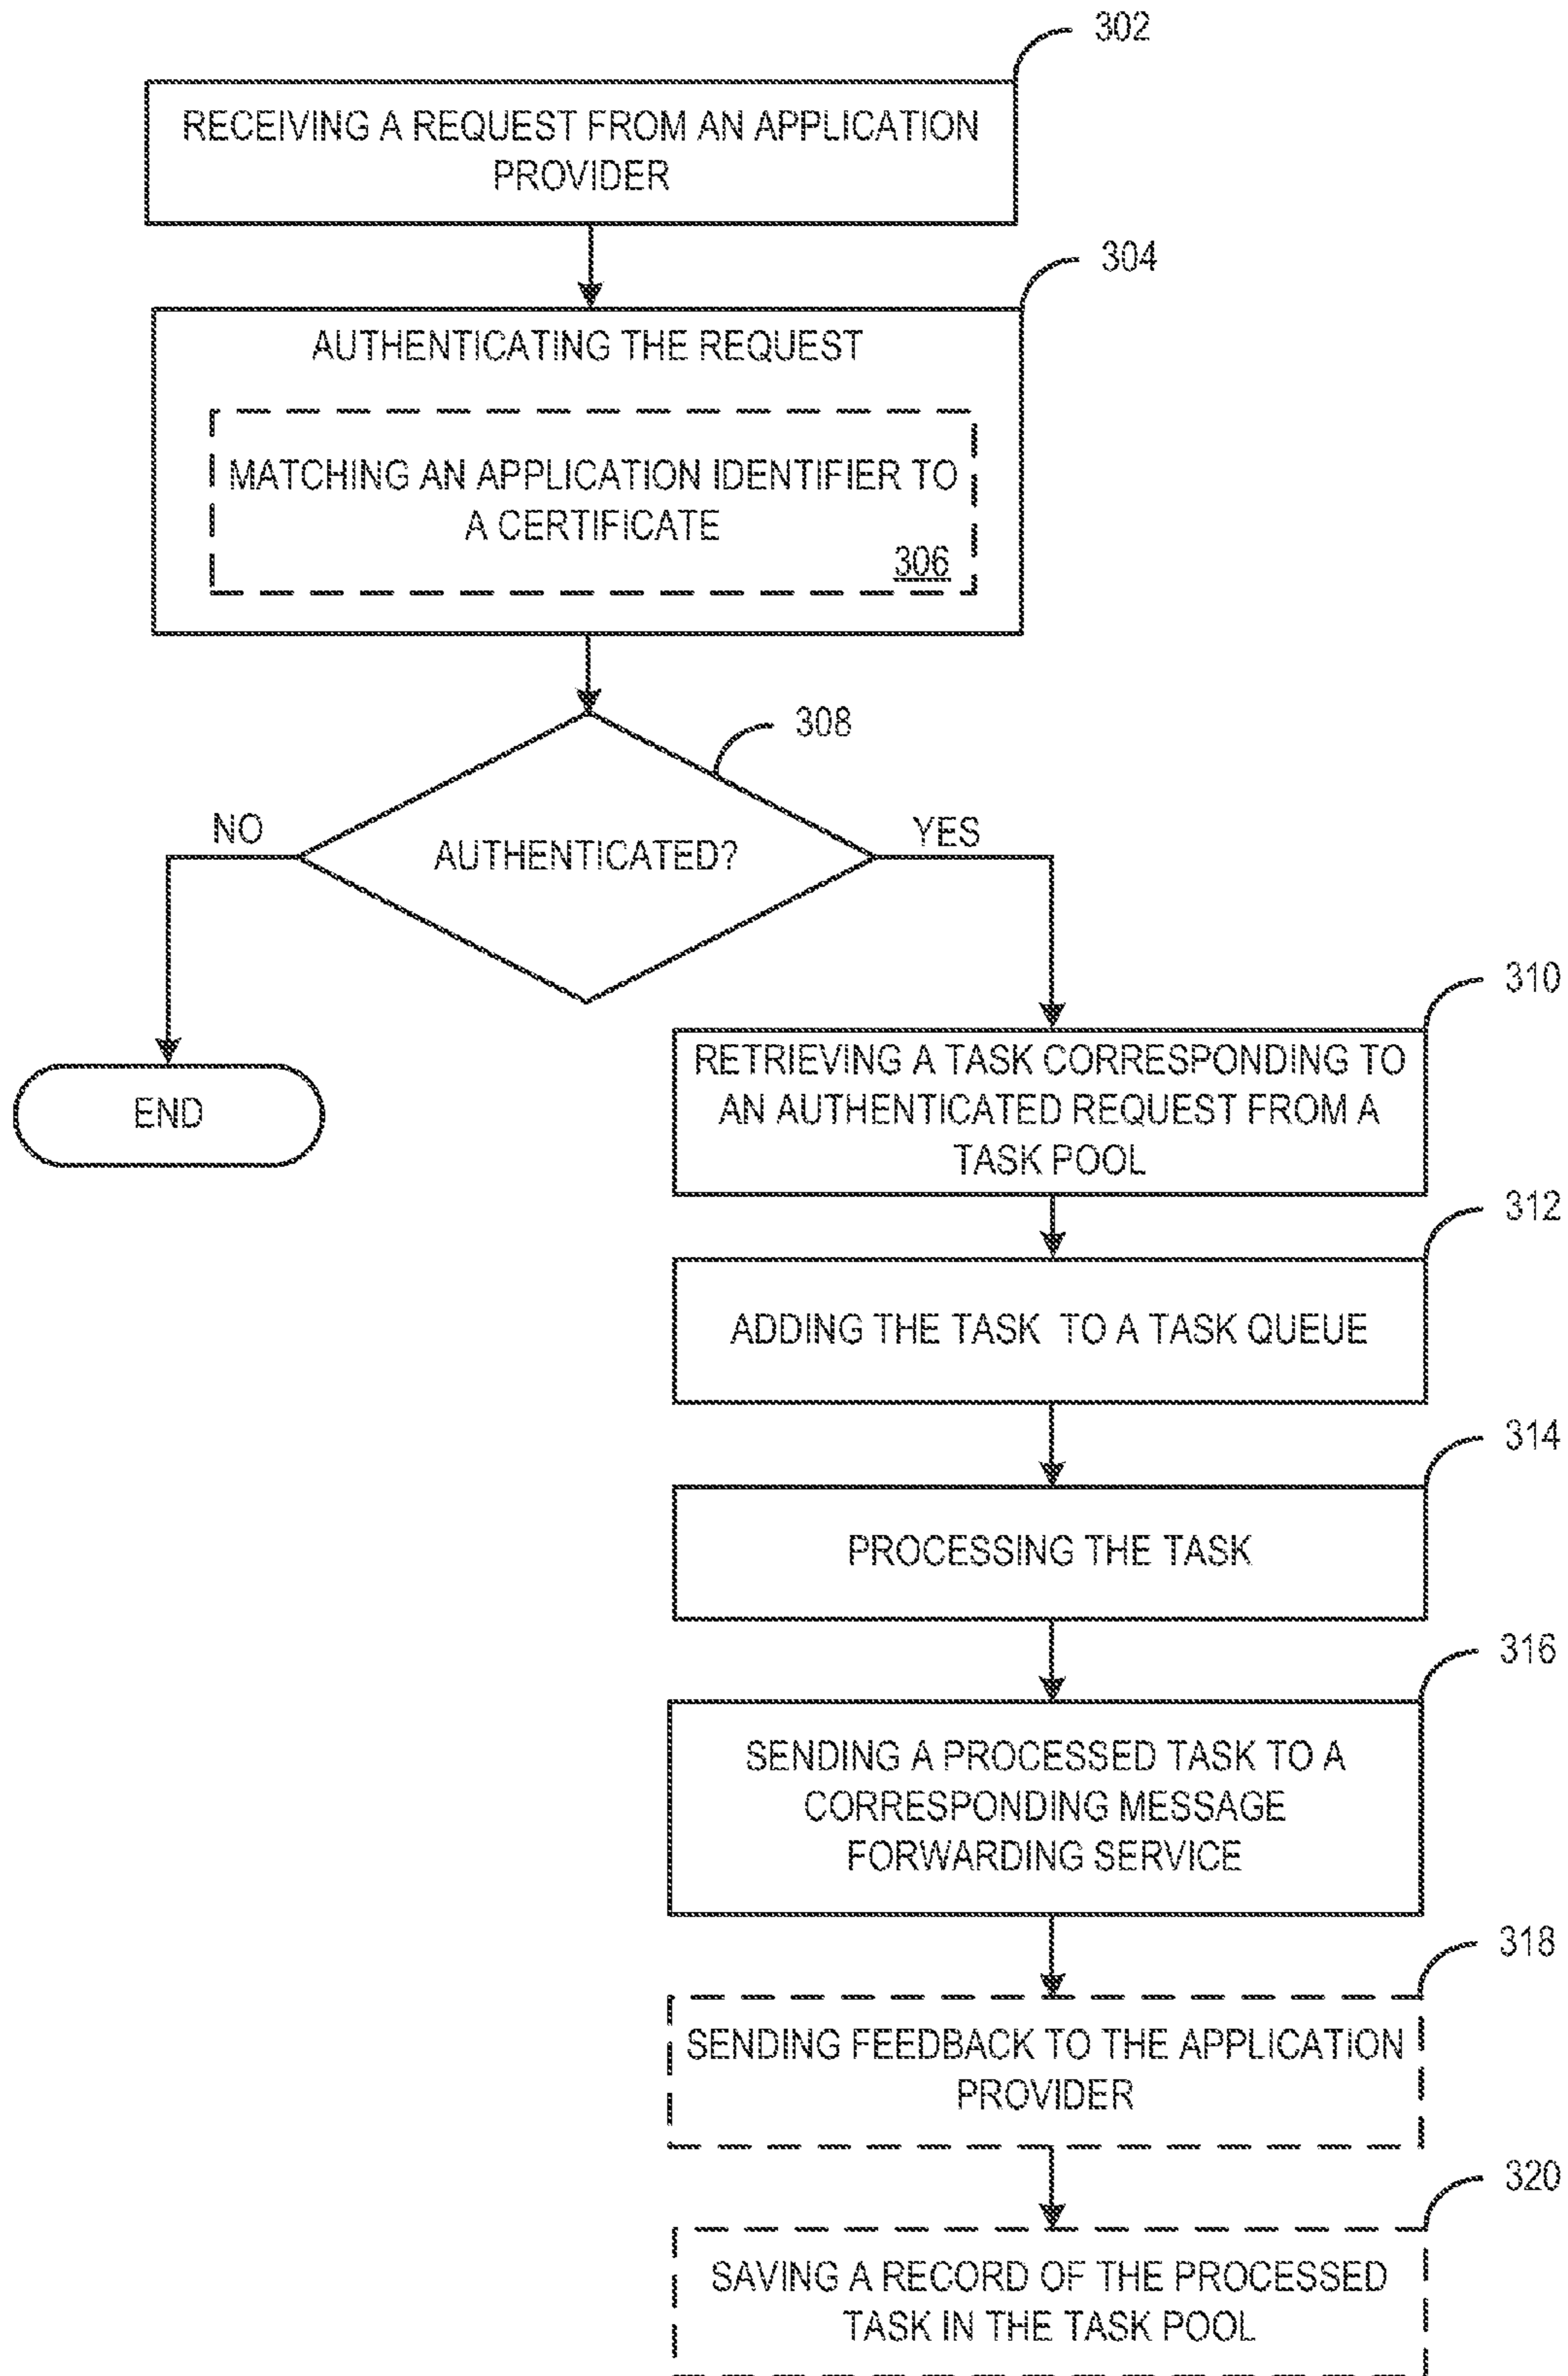 302
RECEIVING A REQUEST FROM AN APPLICATION
PROVIDER
304
AUTHENTICATING THE REQUEST
MATCHING AN APPLICATION IDENTIFIER TO
A CERTIFICATE
306
308
NO
AUTHENTICATED?
YES
310
RETRIEVING A TASK CORRESPONDING TO
AN AUTHENTICATED REQUEST FROM A
TASK POOL
END
312
ADDING THE TASK TO A TASK QUEUE
314
PROCESSING THE TASK
316
SENDING A PROCESSED TASK TO A
CORRESPONDING MESSAGE
FORWARDING SERVICE
318
SENDING FEEDBACK TO THE APPLICATION
PROVIDER
320
SAVING A RECORD OF THE PROCESSED
TASK IN THE TASK POOL